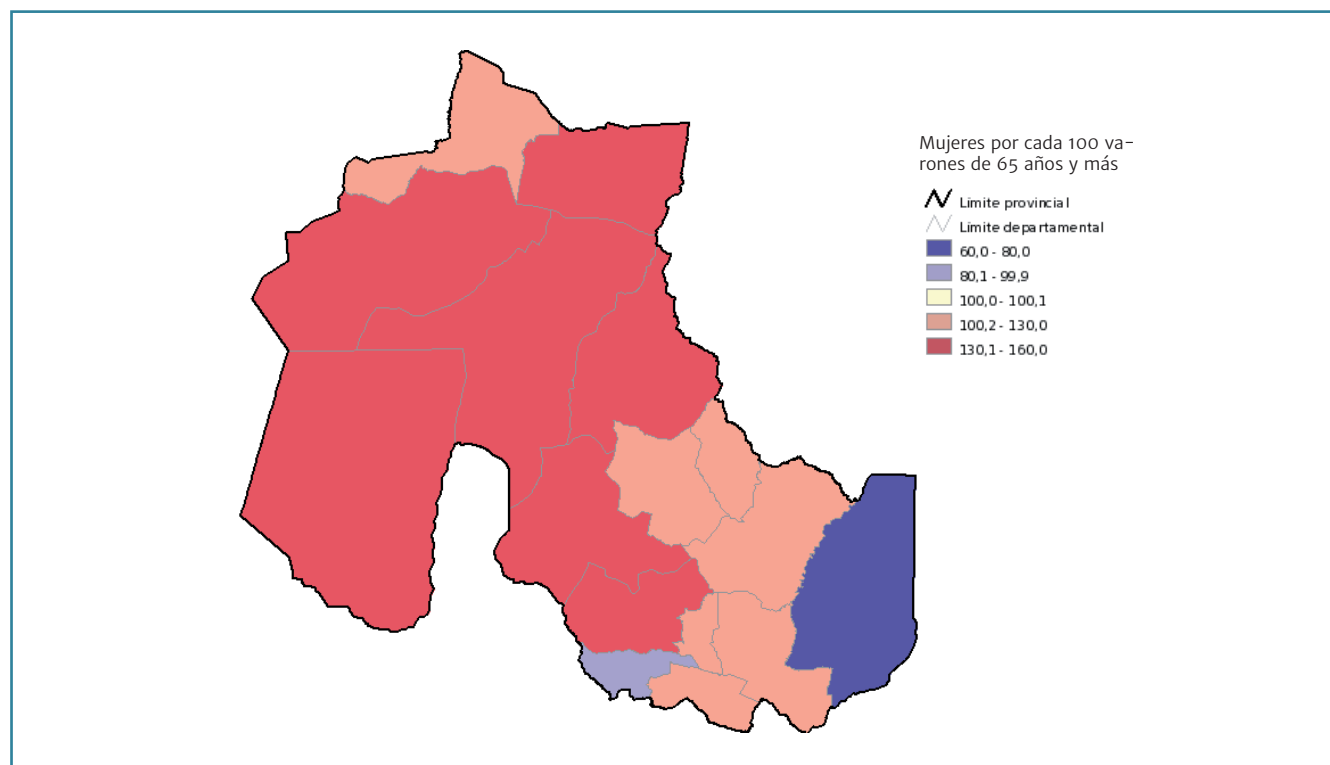 Mujeres por cada 100 va-
rones de 65 años y más
Límite provincial
Límite departamental
60,0 - 80,0
80,1 - 99,9
100,0 - 100,1
100,2 - 130,0
130,1 - 160,0